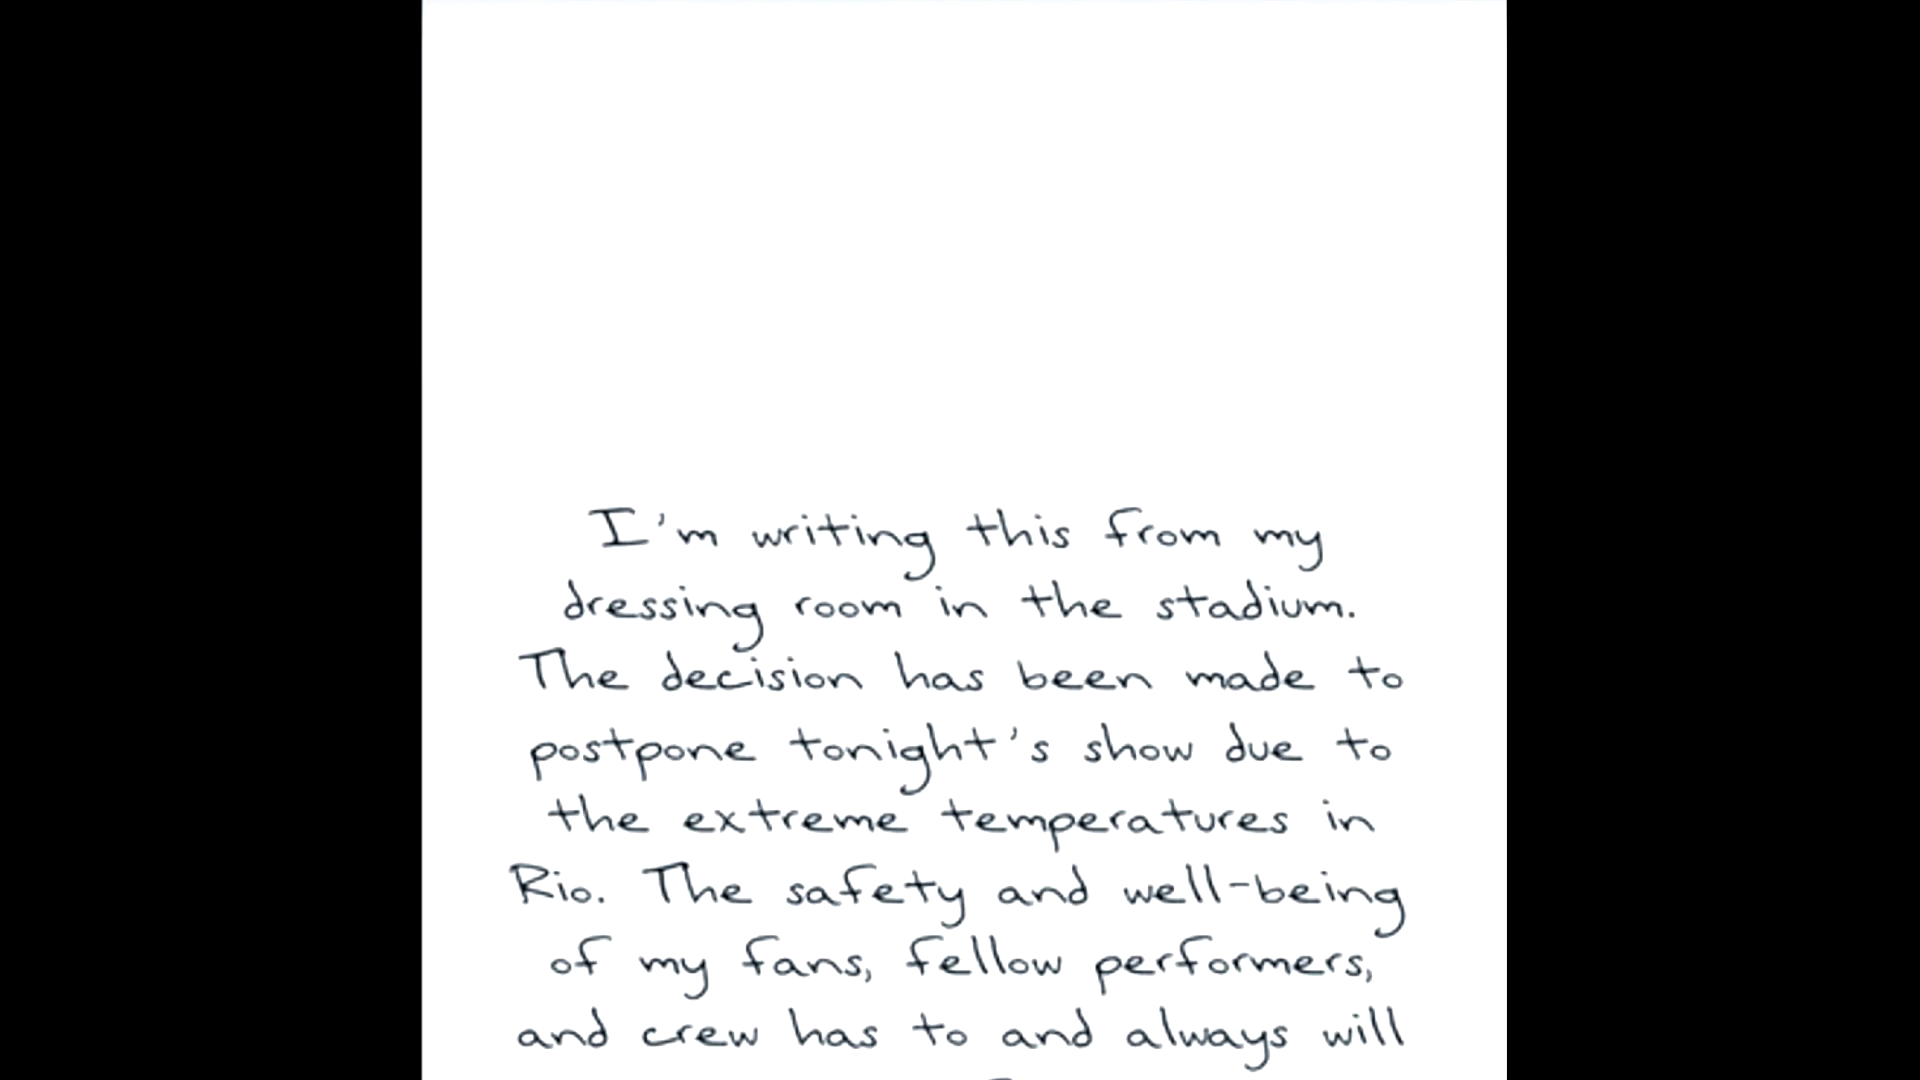 I'm writing this from my
dressing room in the stadium.
The decision has been made to
postpone tonight's show due to
the extreme temperatures in
Rio. The safety and well-being
of my fans, fellow performers,
and crew has to and always will